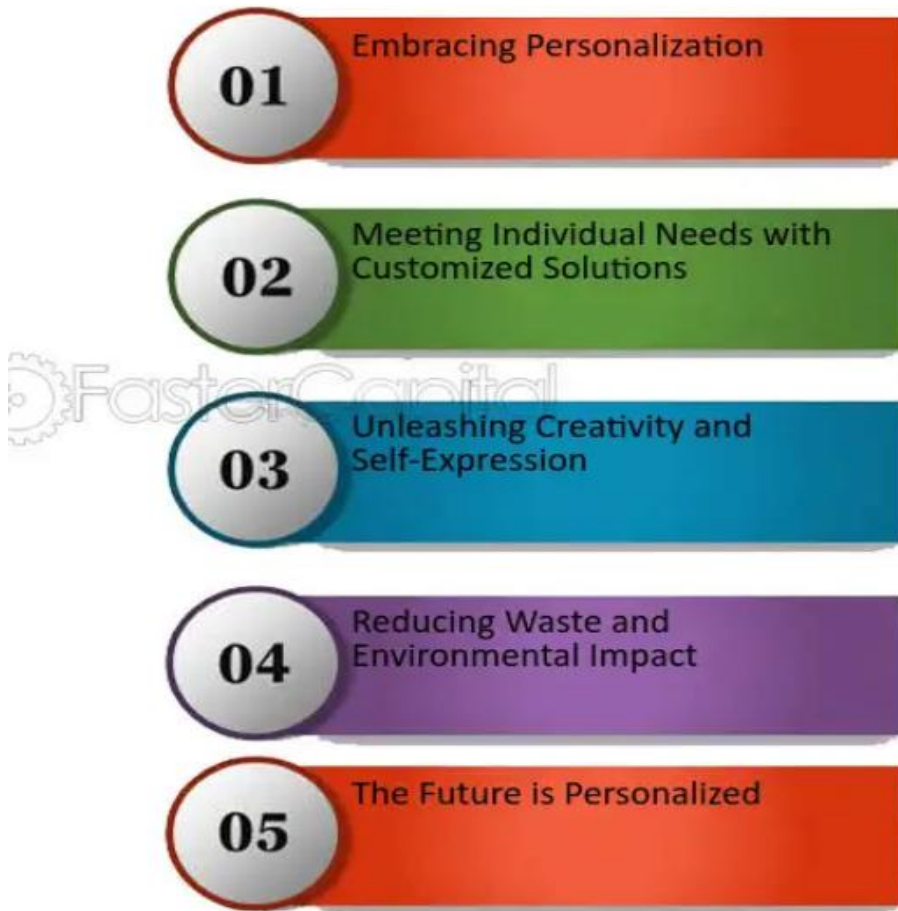 01
Embracing Personalization
02
Meeting Individual Needs with
Customized Solutions
FasterCapital
03
Unleashing Creativity and
Self-Expression
04
Reducing Waste and
Environmental Impact
05
The Future is Personalized